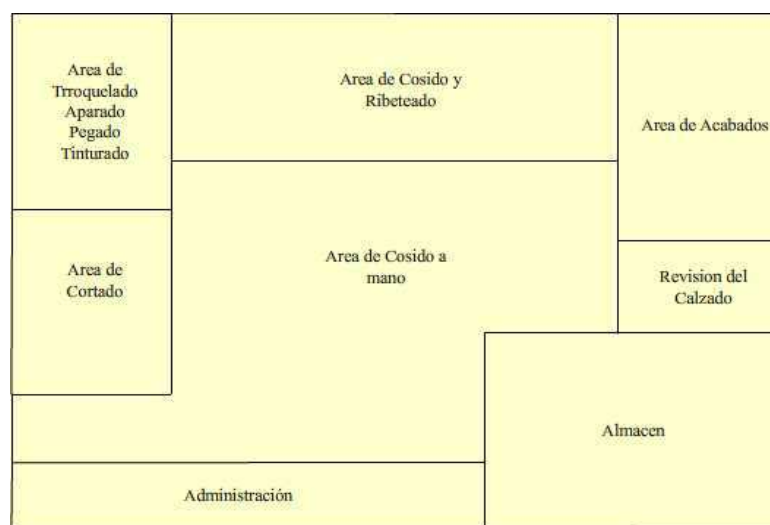 Area de
Trroquelado
Aparado
Pegado
Tinturado
Area de Cosido y
Ribeteado
Area de Acabados
Area de
Cortado
Area de Cosido a
mano
Revision del
Calzado
Almacen
Administración